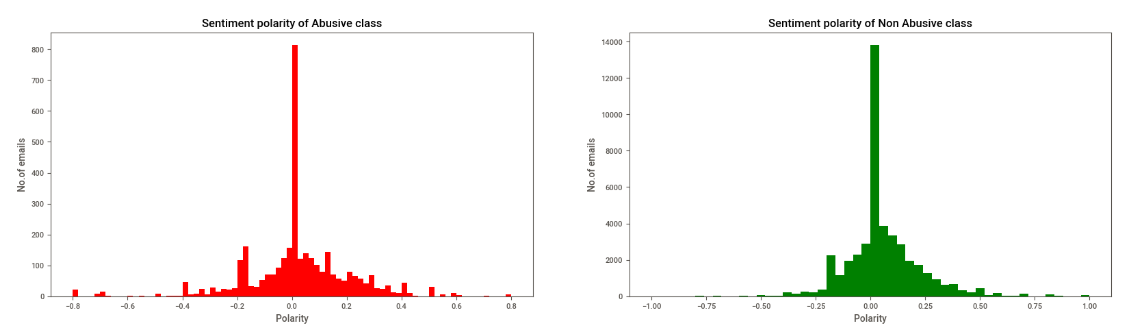 Sentiment polarity of Abusive class
No.of emails
800
700
600
500
400
300
200
100
0
−0.8 −0.6 −0.4 −0.2 0.0 0.2 0.4 0.6 0.8
Polarity
Sentiment polarity of Non Abusive class
No.of emails
14000
12000
10000
8000
6000
4000
2000
0
−1.00 −0.75 −0.50 −0.25 0.00 0.25 0.50 0.75 1.00
Polarity